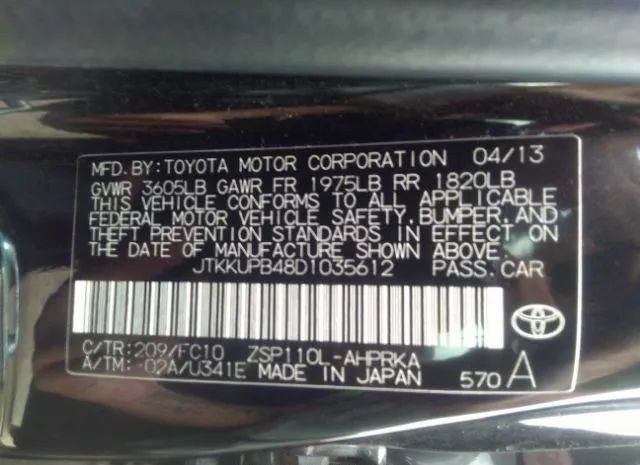 MFD.BY:TOYOTA MOTOR CORPORATION 04/13
GVWR 3605LB GAWR FR 1975LB RR 1820LB
THIS VEHICLE CONFORMS TO ALL APPLICABLE
FEDERAL MOTOR VEHICLE SAFETY,BUMPER,AND
THEFT PREVENTION STANDARDS IN EFFECT ON
THE DATE OF MANUFACTURE SHOWN ABOVE.
JTKKUPB48D1035612 PASS.CAR
C/TR:209/FC10 ZSP110L-AHPRKA
A/TM:-02A/U341E MADE IN JAPAN 570A